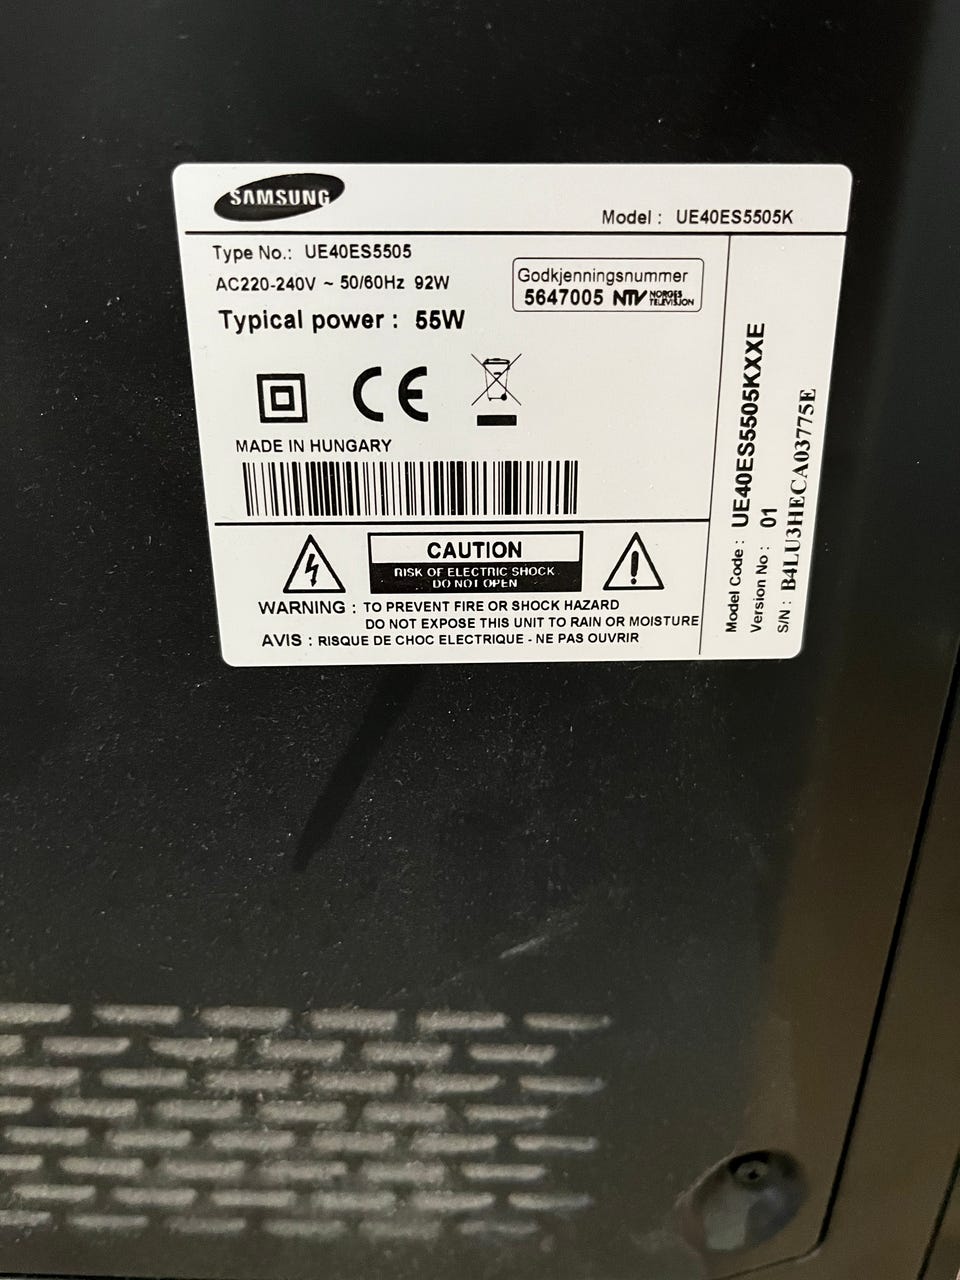 SAMSUNG
Model : UE40ES5505K
Type No.: UE40ES5505
AC220-240V ~ 50/60Hz 92W
Typical power : 55W
Godkjenningsnummer
5647005 NTV NORGES TELEVISJON
CE
MADE IN HUNGARY
CAUTION
RISK OF ELECTRIC SHOCK
DO NOT OPEN
WARNING : TO PREVENT FIRE OR SHOCK HAZARD
DO NOT EXPOSE THIS UNIT TO RAIN OR MOISTURE
AVIS : RISQUE DE CHOC ELECTRIQUE - NE PAS OUVRIR
Model Code : UE40ES5505KXXE
Version No : 01
S/N : B4LU3HECA03775E